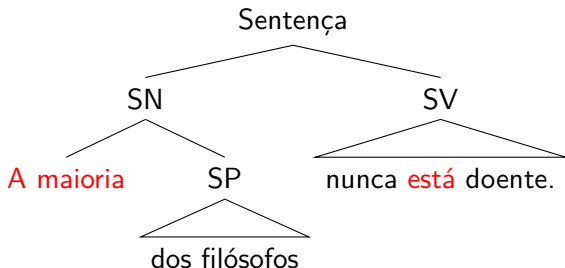 Sentença
SN SV
A maioria SP nunca está doente.
dos filósofos